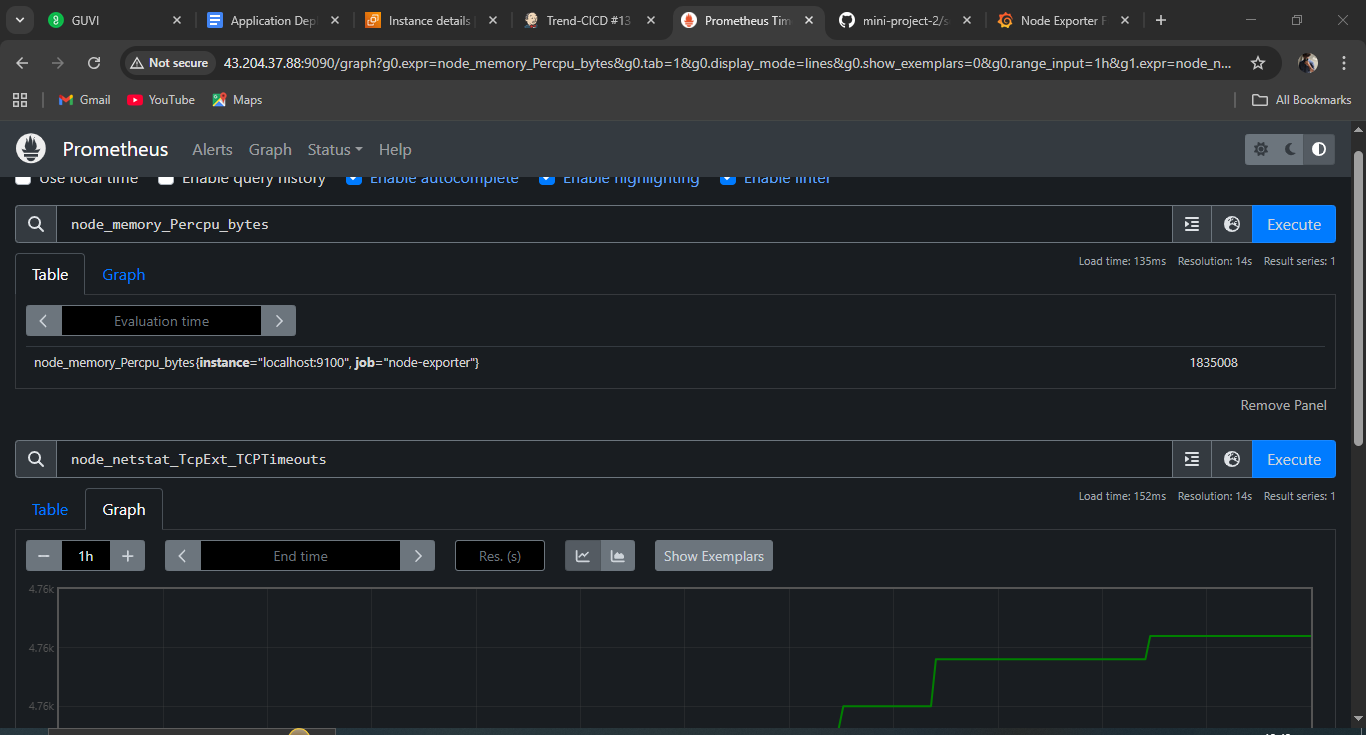 GUVI
Application Dep
Instance details
Trend-CICD #13
Prometheus Tim
mini-project-2/s
Node Exporter F
Not secure
43.204.37.88:9090/graph?g0.expr=node_memory_Percpu_bytes&g0.tab=1&g0.display_mode=lines&g0.show_exemplars=0&g0.range_input=1h&g1.expr=node_n...
Gmail
YouTube
Maps
All Bookmarks
Prometheus
Alerts
Graph
Status
Help
Use local time
Enable query history
Enable autocomplete
Enable highlighting
Enable linter
node_memory_Percpu_bytes
Execute
Table
Graph
Load time: 135ms Resolution: 14s Result series: 1
Evaluation time
node_memory_Percpu_bytes{instance="localhost:9100", job="node-exporter"}
1835008
Remove Panel
node_netstat_TcpExt_TCPTimeouts
Execute
Table
Graph
Load time: 152ms Resolution: 14s Result series: 1
1h
End time
Res. (s)
Show Exemplars
4.76k
4.76k
4.76k